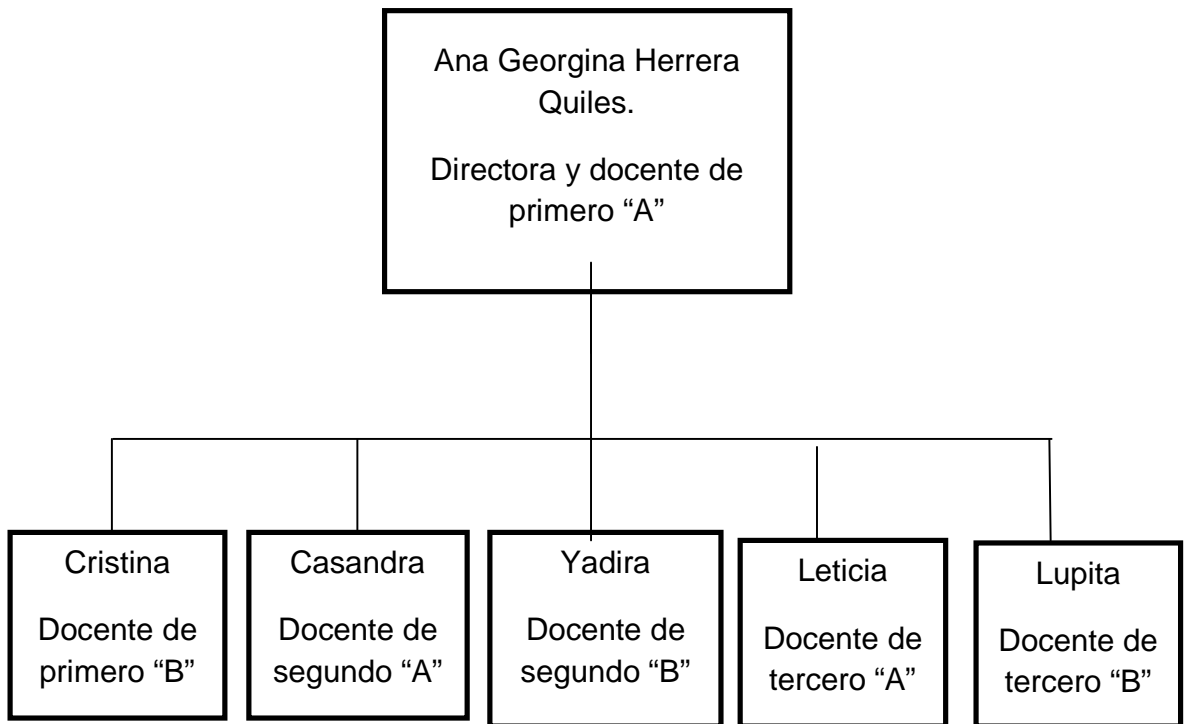 Ana Georgina Herrera
Quiles.
Directora y docente de
primero “A”
Cristina
Docente de
primero “B”
Casandra
Docente de
segundo “A”
Yadira
Docente de
segundo “B”
Leticia
Docente de
tercero “A”
Lupita
Docente de
tercero “B”